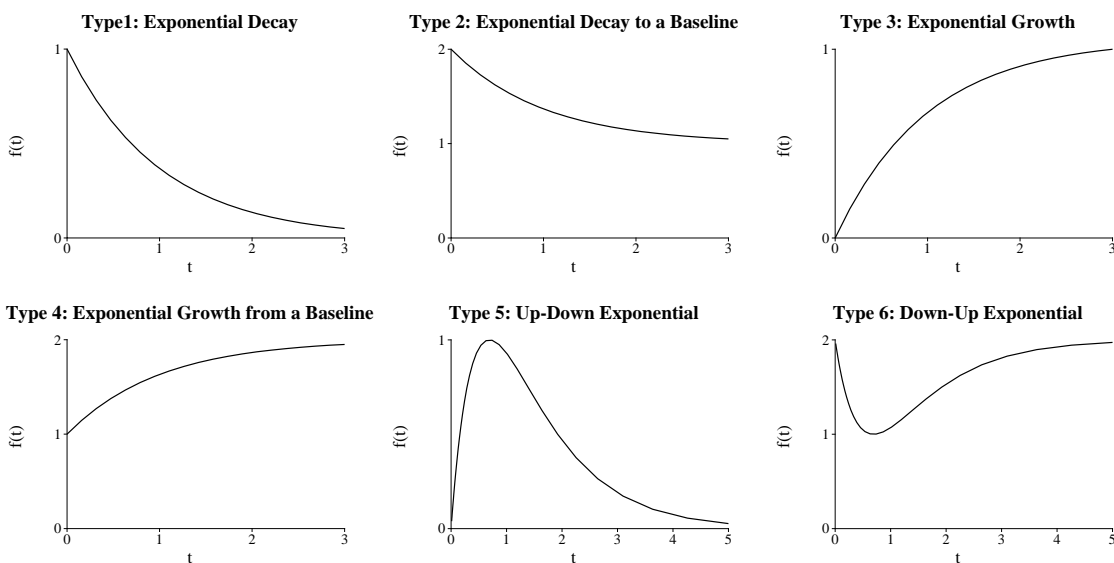 Type1: Exponential Decay
1
0
f(t)
0 1 2 3
t
Type 2: Exponential Decay to a Baseline
2
1
0
f(t)
0 1 2 3
t
Type 3: Exponential Growth
1
0
f(t)
0 1 2 3
t
Type 4: Exponential Growth from a Baseline
2
1
0
f(t)
0 1 2 3
t
Type 5: Up-Down Exponential
1
0
f(t)
0 1 2 3 4 5
t
Type 6: Down-Up Exponential
2
1
0
f(t)
0 1 2 3 4 5
t